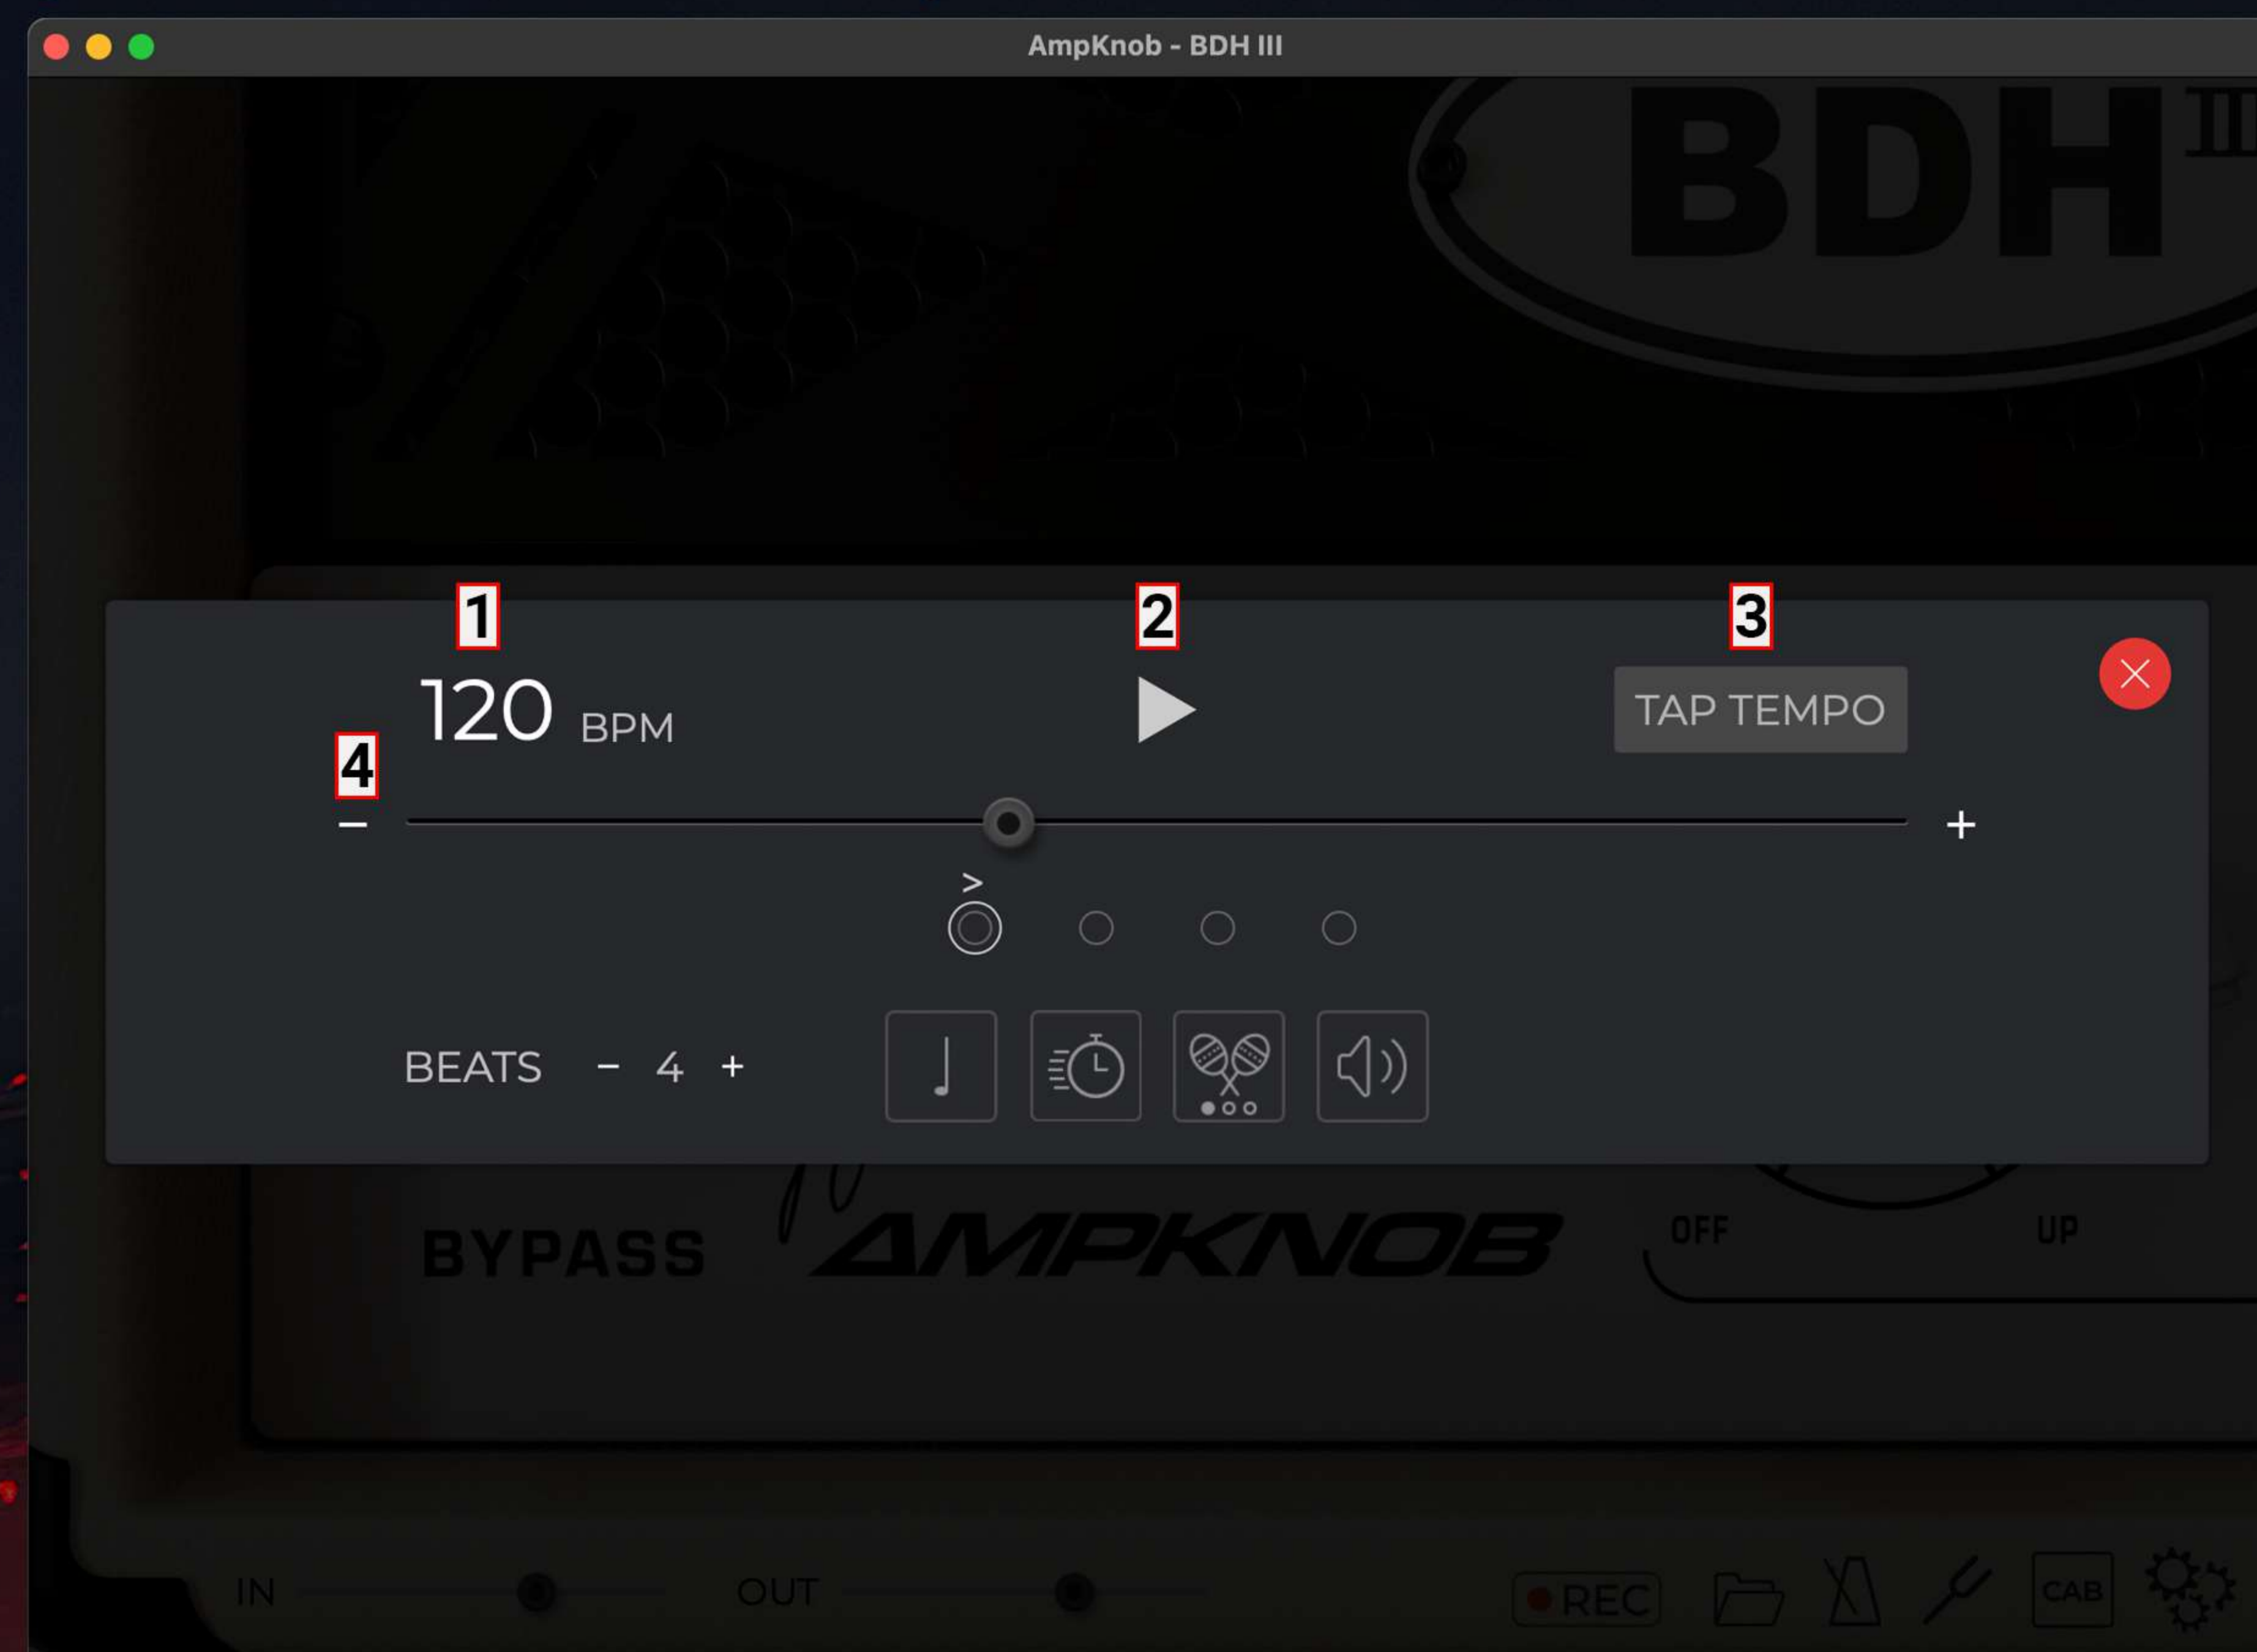 AmpKnob - BDH III
BDH III
1
2
3
120 BPM
TAP TEMPO
4
− +
>
BEATS − 4 +
BYPASS
AMPKNOB
OFF
UP
IN
OUT
REC
CAB